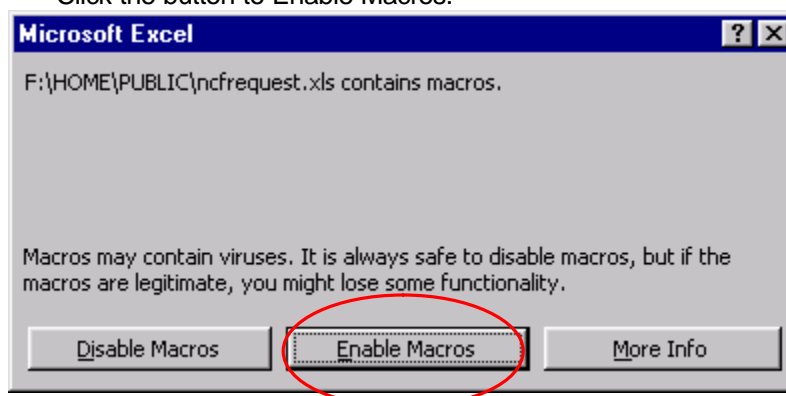 Click the button to Enable Macros.
Microsoft Excel
F:\HOME\PUBLIC\ncfrequest.xls contains macros.
Macros may contain viruses. It is always safe to disable macros, but if the
macros are legitimate, you might lose some functionality.
Disable Macros
Enable Macros
More Info